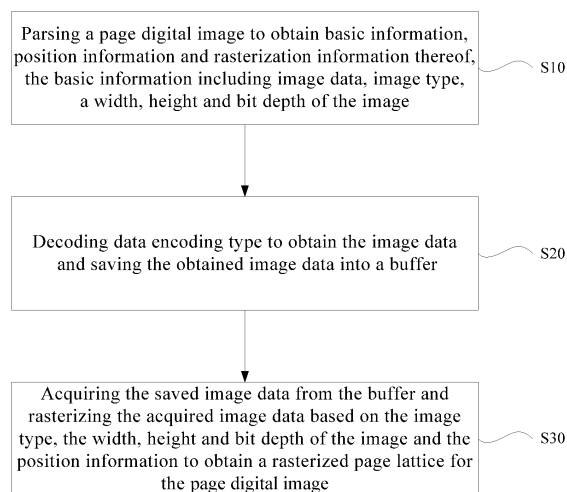 Parsing a page digital image to obtain basic information,
position information and rasterization information thereof,
the basic information including image data, image type,
a width, height and bit depth of the image
S10
Decoding data encoding type to obtain the image data
and saving the obtained image data into a buffer
S20
Acquiring the saved image data from the buffer and
rasterizing the acquired image data based on the image
type, the width, height and bit depth of the image and the
position information to obtain a rasterized page lattice for
the page digital image
S30